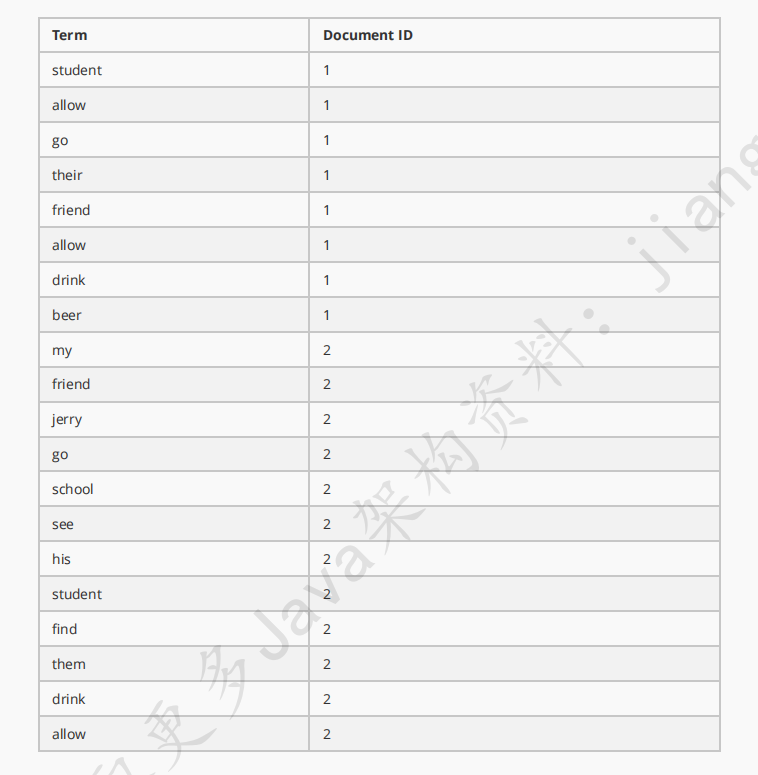 Term Document ID
student 1
allow 1
go 1
their 1
friend 1
allow 1
drink 1
beer 1
my 2
friend 2
jerry 2
go 2
school 2
see 2
his 2
student 2
find 2
them 2
drink 2
allow 2
更多Java架构资料：jiang